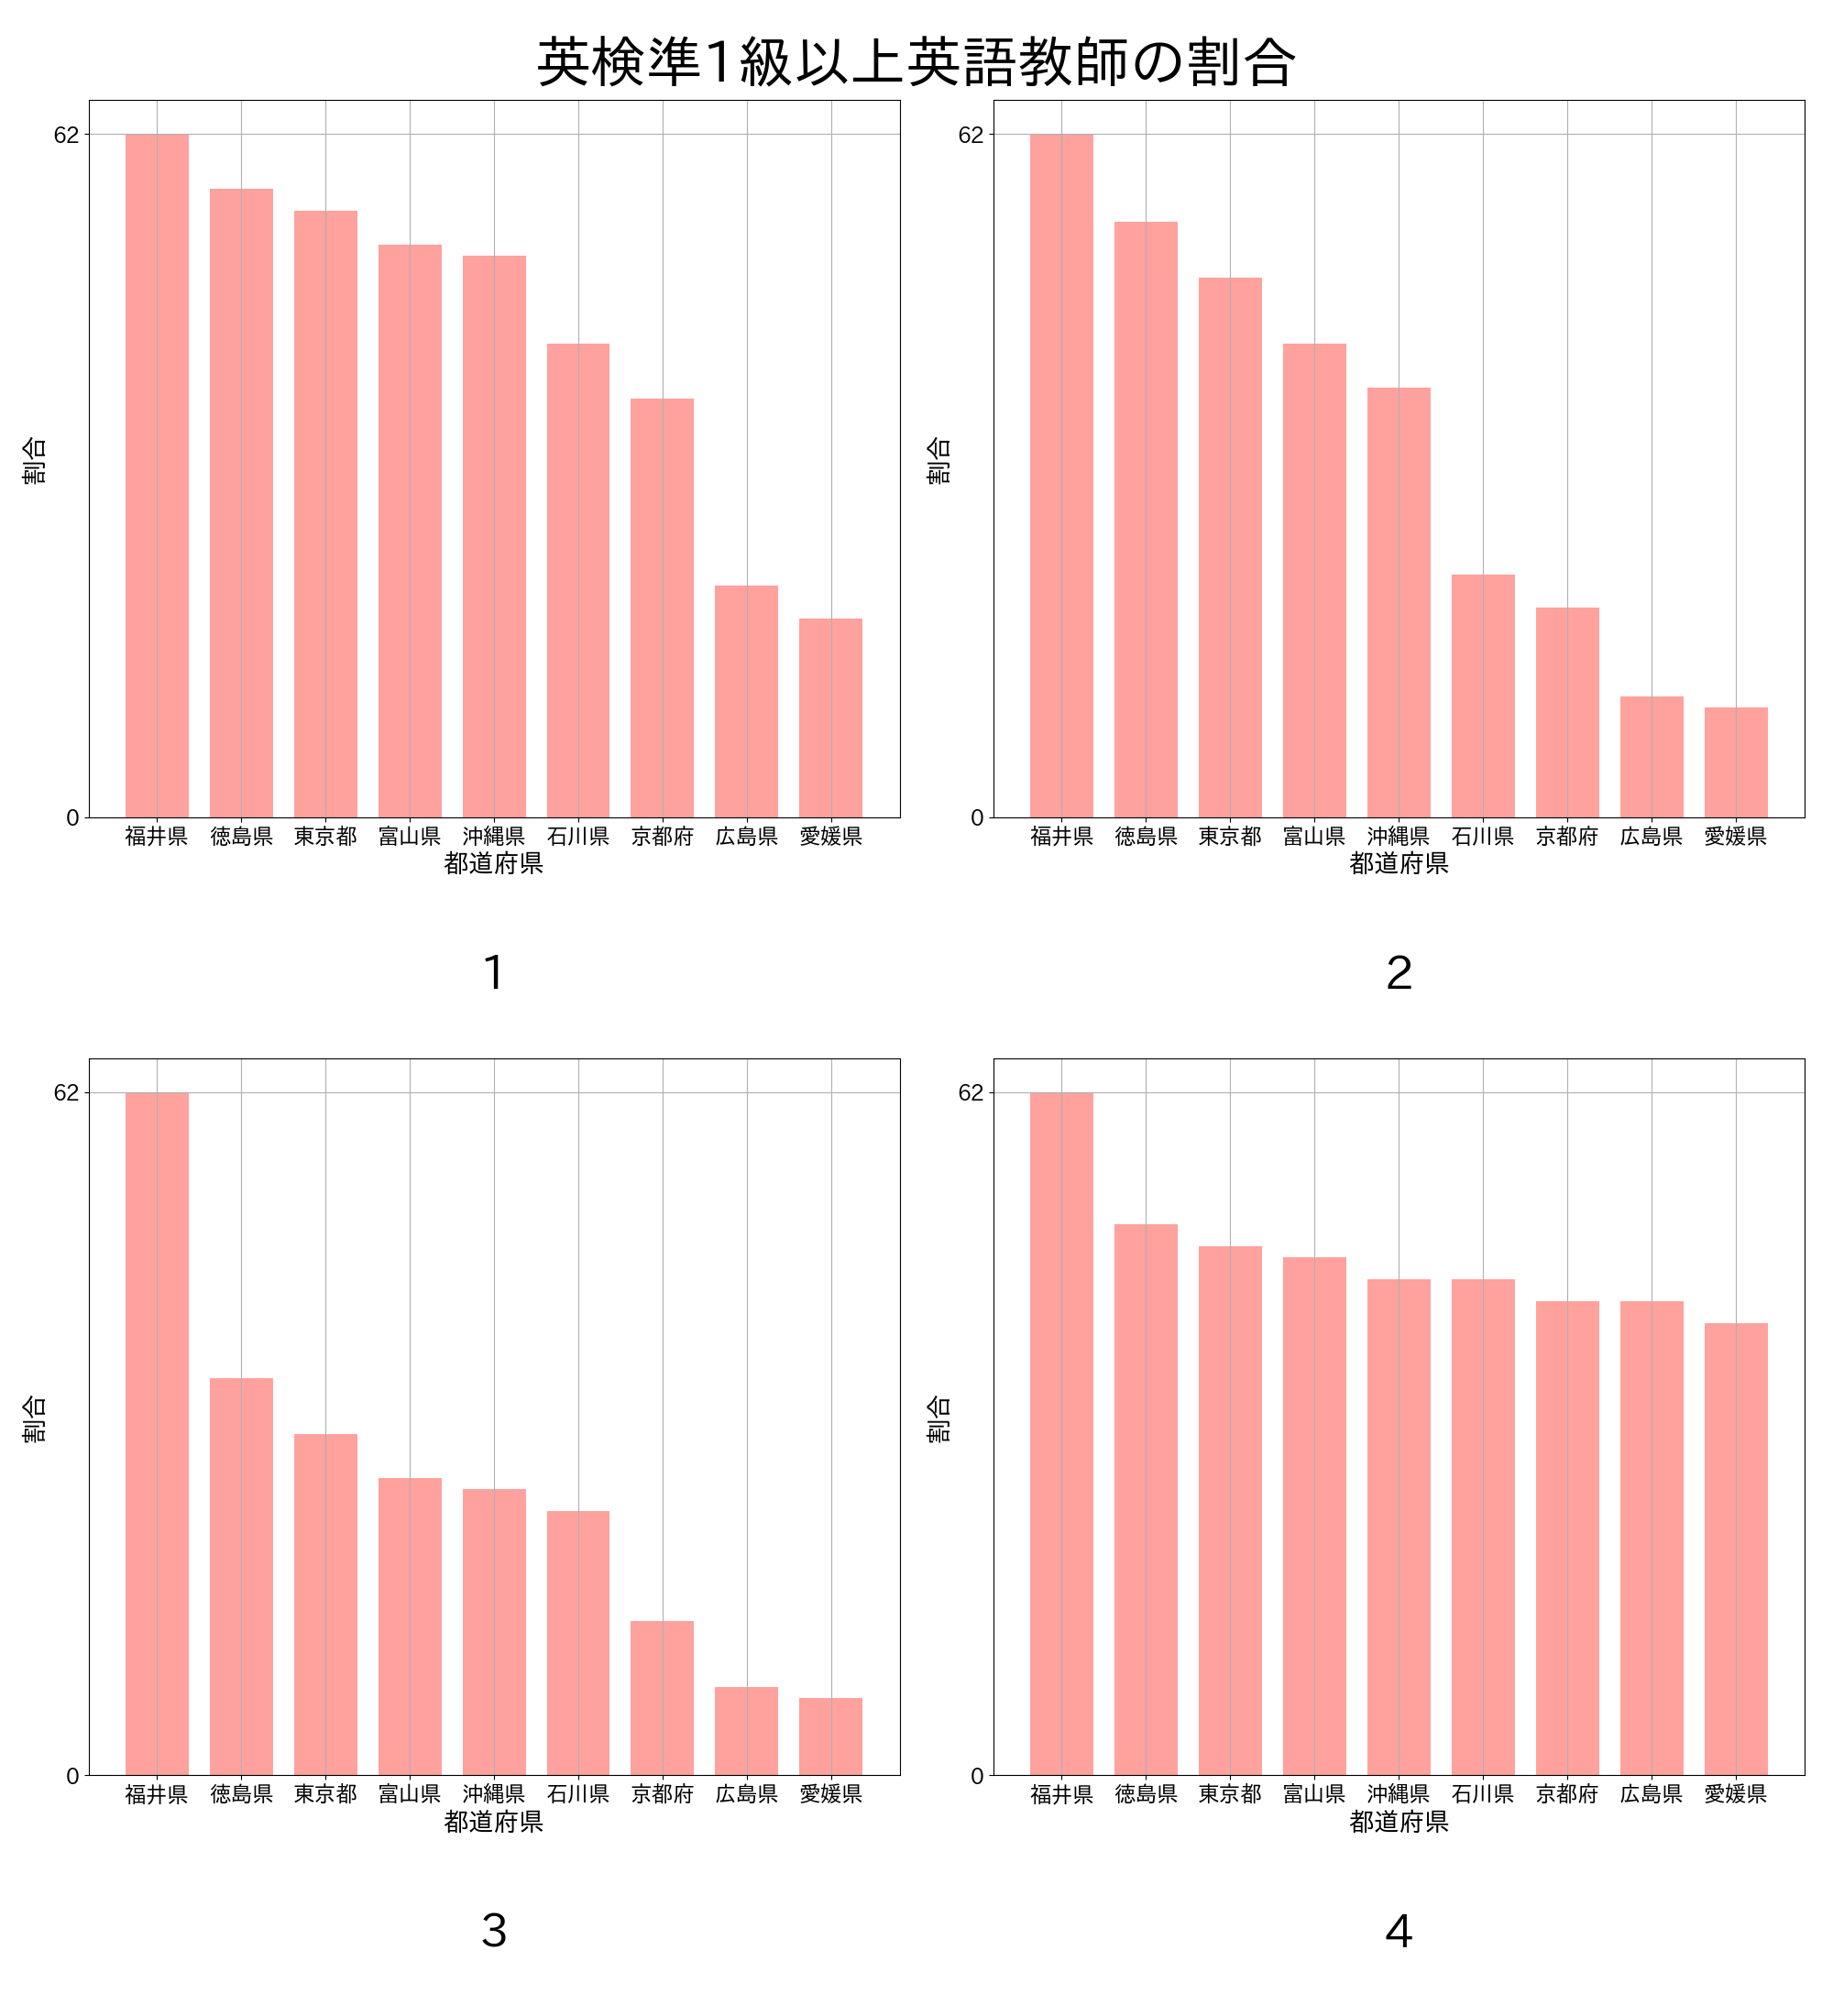 英検準1級以上英語教師の割合
62
0
割合
福井県 徳島県 東京都 富山県 沖縄県 石川県 京都府 広島県 愛媛県
都道府県
1
62
0
割合
福井県 徳島県 東京都 富山県 沖縄県 石川県 京都府 広島県 愛媛県
都道府県
2
62
0
割合
福井県 徳島県 東京都 富山県 沖縄県 石川県 京都府 広島県 愛媛県
都道府県
3
62
0
割合
福井県 徳島県 東京都 富山県 沖縄県 石川県 京都府 広島県 愛媛県
都道府県
4